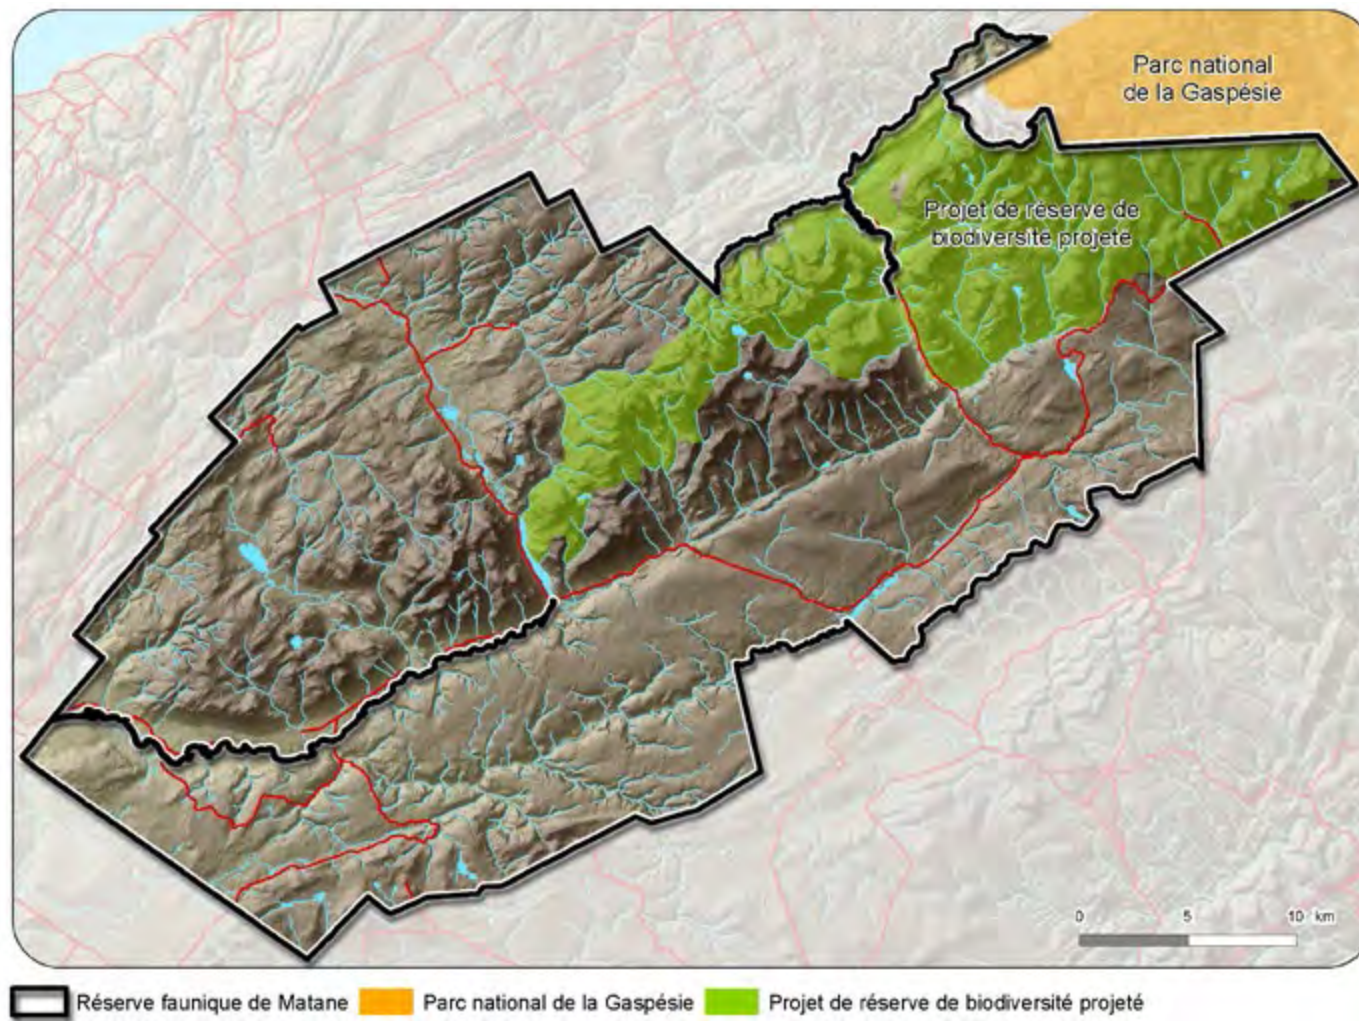 Parc national
de la Gaspésie
Projet de réserve de
biodiversité projeté
0 5 10 km
Réserve faunique de Matane Parc national de la Gaspésie Projet de réserve de biodiversité projeté